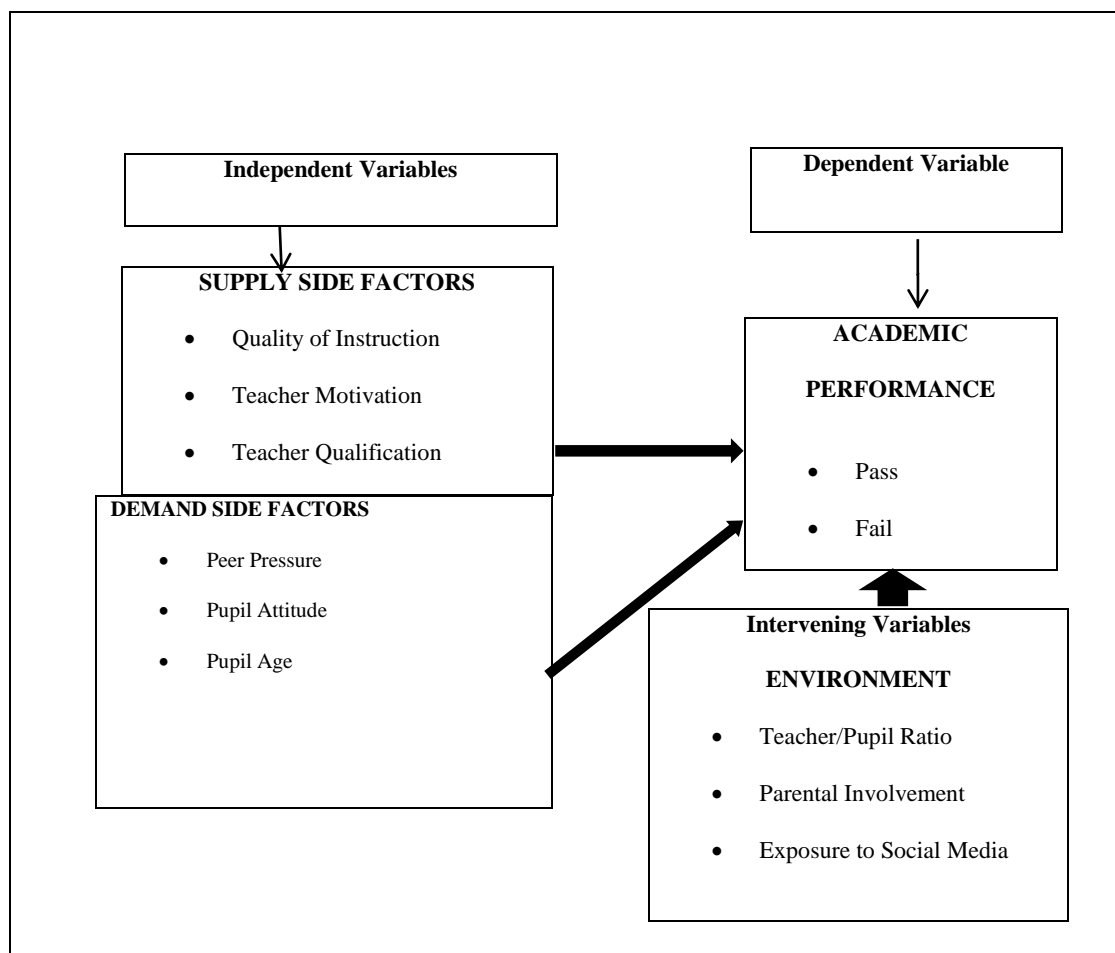 Independent Variables
SUPPLY SIDE FACTORS
• Quality of Instruction
• Teacher Motivation
• Teacher Qualification
DEMAND SIDE FACTORS
• Peer Pressure
• Pupil Attitude
• Pupil Age
Dependent Variable
ACADEMIC
PERFORMANCE
• Pass
• Fail
Intervening Variables
ENVIRONMENT
• Teacher/Pupil Ratio
• Parental Involvement
• Exposure to Social Media